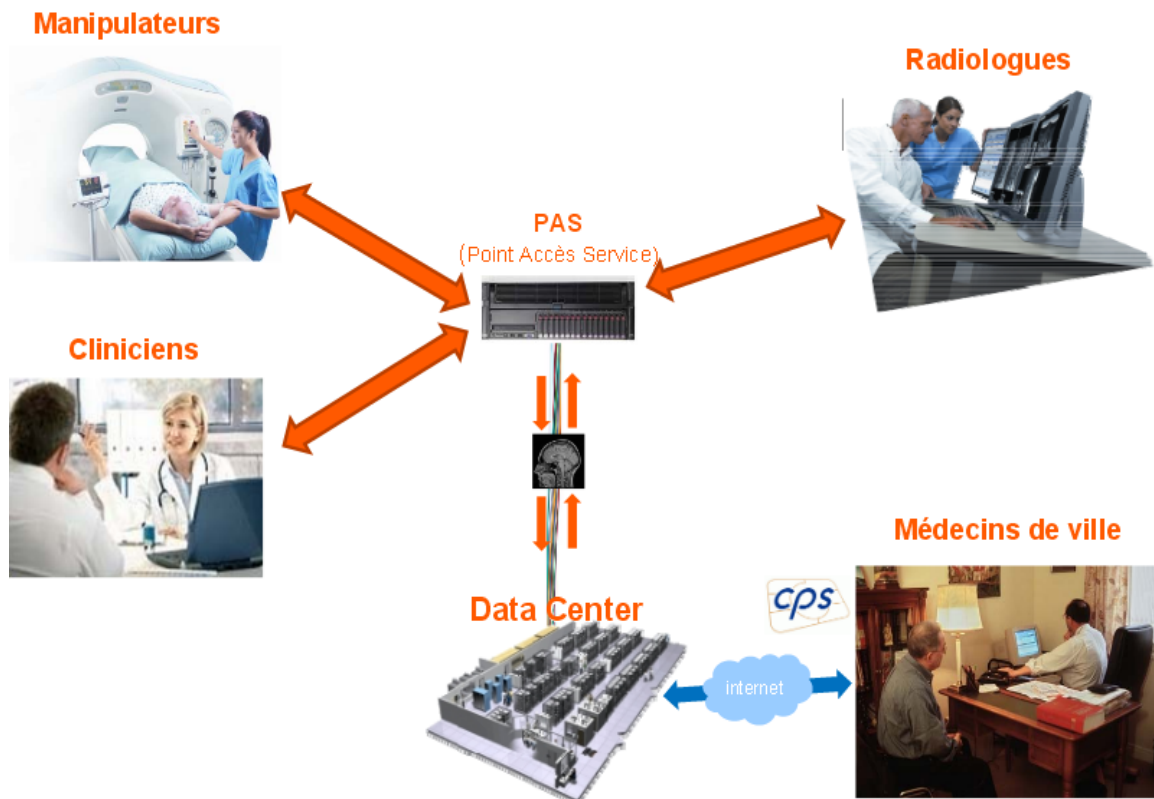 Manipulateurs
Radiologues
PAS
(Point Accès Service)
Cliniciens
Médecins de ville
cps
Data Center
internet